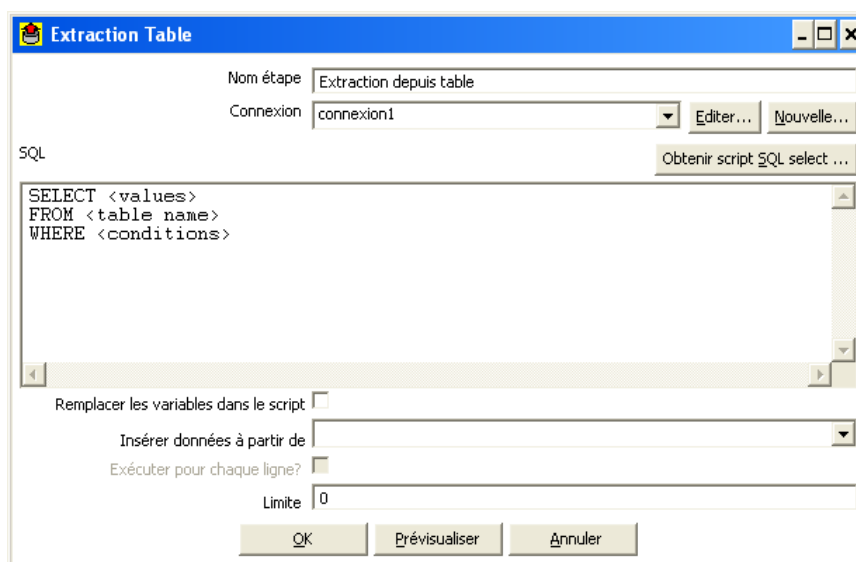 Extraction Table
Nom étape Extraction depuis table
Connexion connexion1 Editer... Nouvelle...
SQL Obtenir script SQL select ...
SELECT <values>
FROM <table name>
WHERE <conditions>
Remplacer les variables dans le script
Insérer données à partir de
Exécuter pour chaque ligne?
Limite 0
OK Prévisualiser Annuler